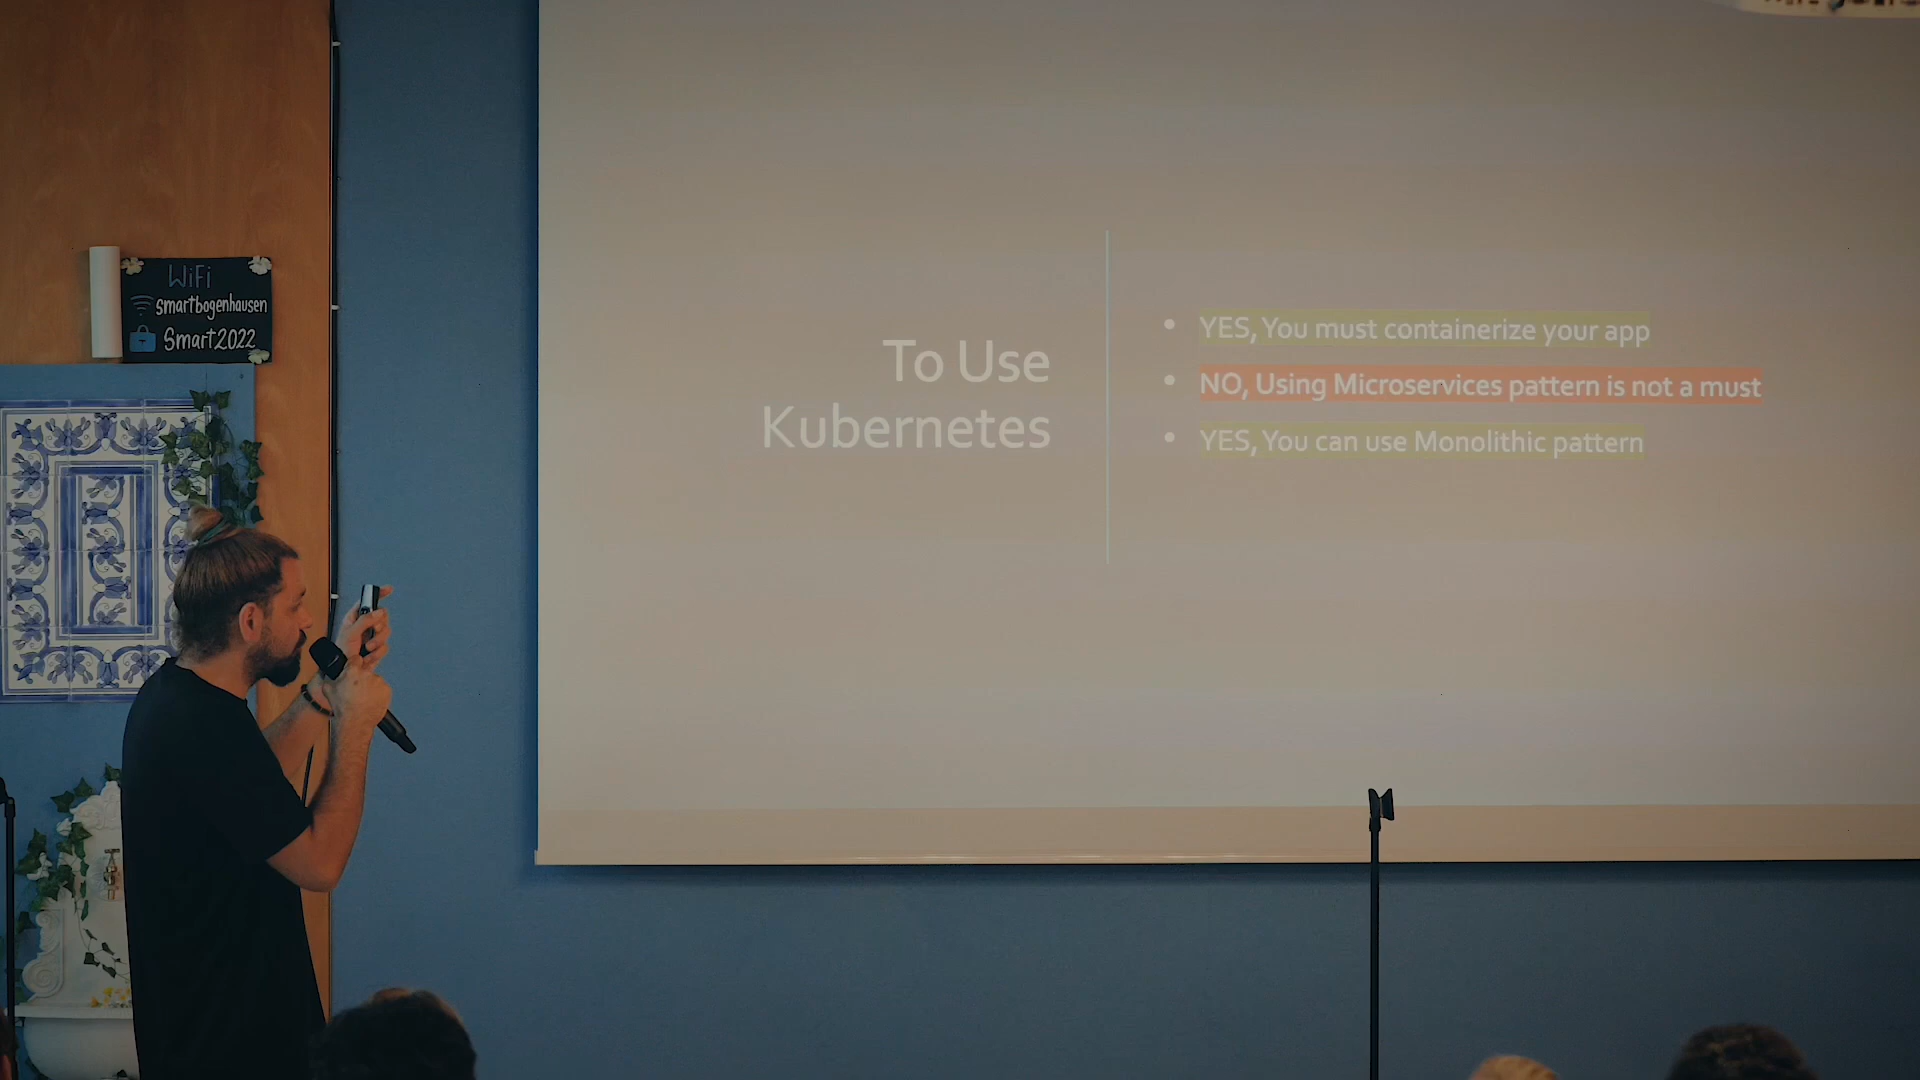 WiFi
smartbogenhausen
Smart2022
To Use
Kubernetes
• YES, You must containerize your app
• NO, Using Microservices pattern is not a must
• YES, You can use Monolithic pattern